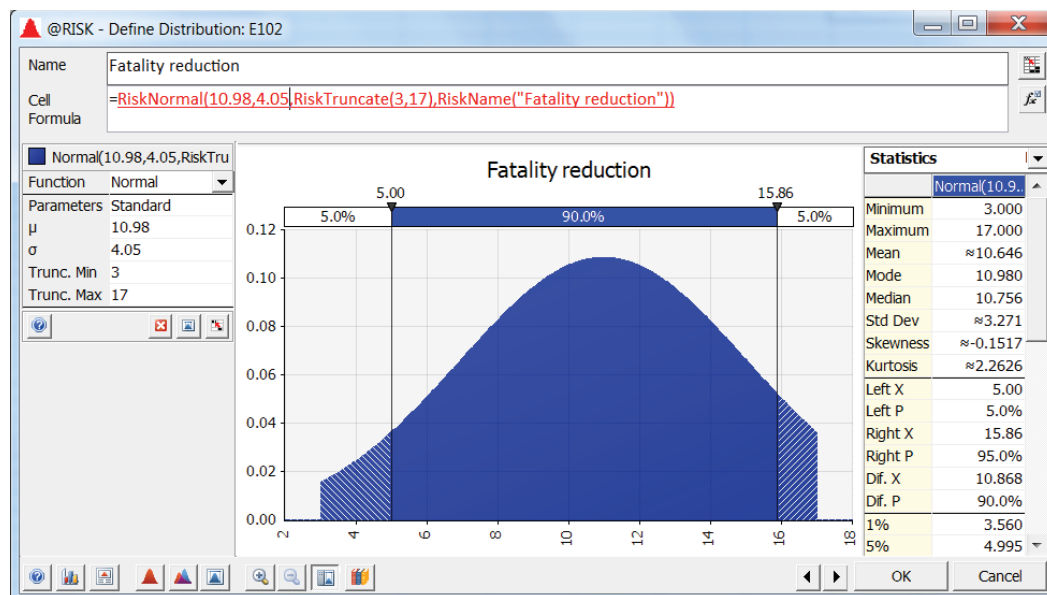 @RISK - Define Distribution: E102
Name Fatality reduction
Cell Formula =RiskNormal(10.98,4.05,RiskTruncate(3,17),RiskName("Fatality reduction"))
Normal(10.98,4.05,RiskTru
Function Normal
Parameters Standard
μ 10.98
σ 4.05
Trunc. Min 3
Trunc. Max 17
Fatality reduction
5.00 15.86
5.0% 90.0% 5.0%
0.12
0.10
0.08
0.06
0.04
0.02
0.00
2 4 6 8 10 12 14 16 18
Statistics
Normal(10.9..
Minimum 3.000
Maximum 17.000
Mean ≈10.646
Mode 10.980
Median 10.756
Std Dev ≈3.271
Skewness ≈-0.1517
Kurtosis ≈2.2626
Left X 5.00
Left P 5.0%
Right X 15.86
Right P 95.0%
Dif. X 10.868
Dif. P 90.0%
1% 3.560
5% 4.995
OK Cancel